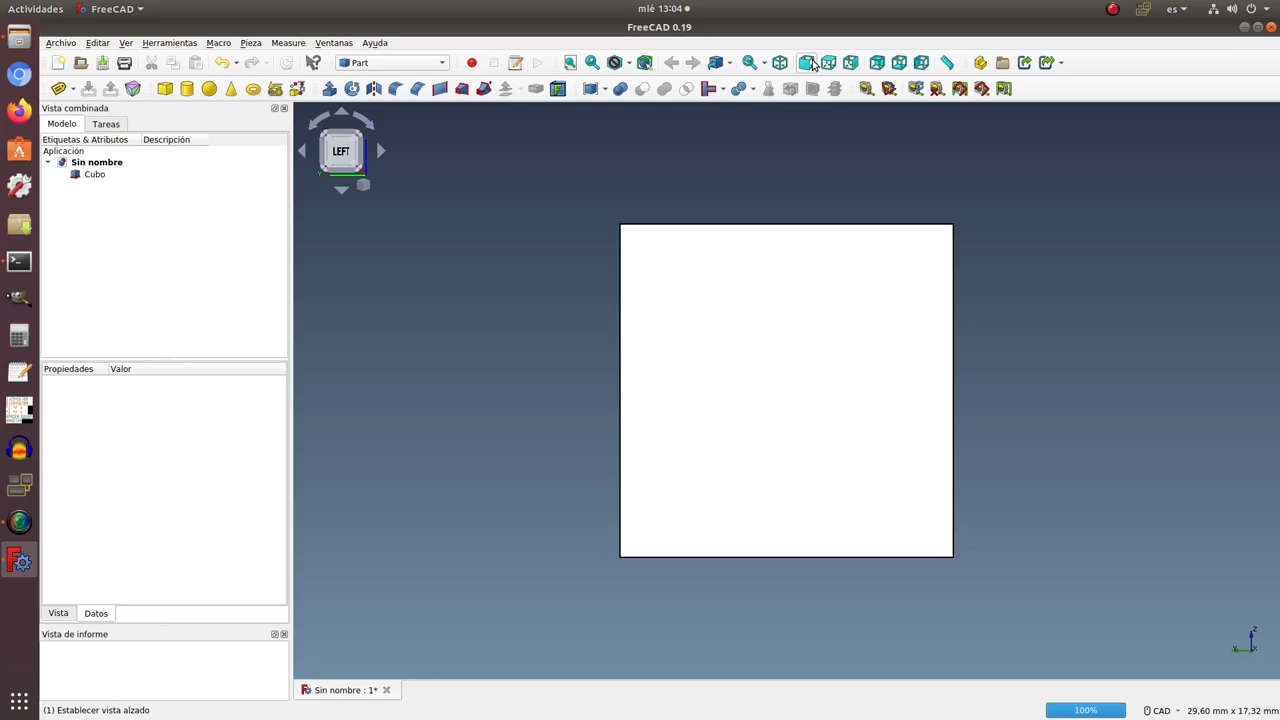 Actividades FreeCAD mié 13:04 es
FreeCAD 0.19
Archivo Editar Ver Herramientas Macro Pieza Measure Ventanas Ayuda
Part
Vista combinada
Modelo Tareas
Etiquetas & Atributos Descripción
Aplicación
Sin nombre
Cubo
LEFT
Y
Propiedades Valor
Vista Datos
Vista de informe
Z
Sin nombre : 1*
(1) Establecer vista alzado 100% CAD 29,60 mm x 17,32 mm